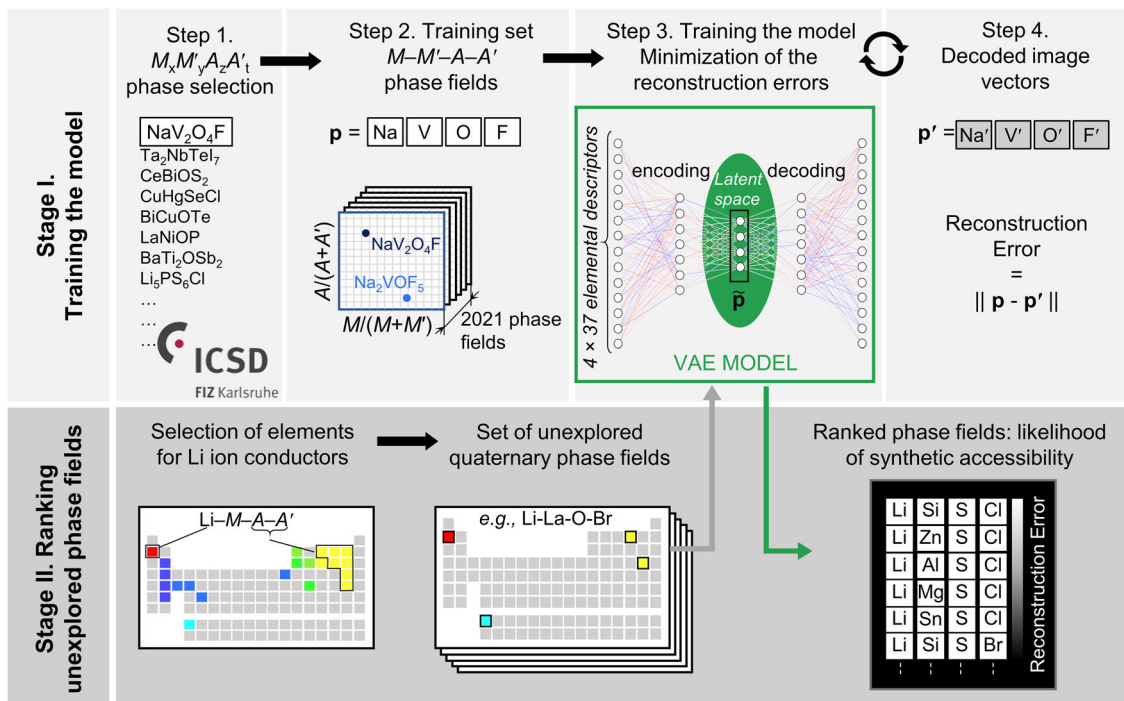 Stage I.
Training the model
Step 1.
MₓM′ᵧA_zA′ₜ
phase selection
NaV₂O₄F
Ta₂NbTeI₇
CeBiOS₂
CuHgSeCl
BiCuOTe
LaNiOP
BaTi₂OSb₂
Li₅PS₆Cl
...
...
...
ICSD
FIZ Karlsruhe
Step 2. Training set
M–M′–A–A′
phase fields
p = Na V O F
A/(A+A′)
NaV₂O₄F
Na₂VOF₅
M/(M+M′)
2021 phase
fields
Step 3. Training the model
Minimization of the
reconstruction errors
4 × 37 elemental descriptors
encoding
Latent
space
decoding
p̃
VAE MODEL
Step 4.
Decoded image
vectors
p′ = Na′ V′ O′ F′
Reconstruction
Error
=
|| p - p′ ||
Stage II. Ranking
unexplored phase fields
Selection of elements
for Li ion conductors
Li–M–A–A′
Set of unexplored
quaternary phase fields
e.g., Li-La-O-Br
Ranked phase fields: likelihood
of synthetic accessibility
Li Si S Cl
Li Zn S Cl
Li Al S Cl
Li Mg S Cl
Li Sn S Cl
Li Si S Br
Reconstruction Error